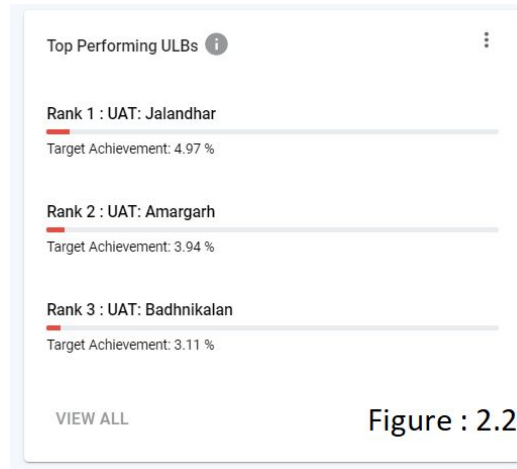 Top Performing ULBs i
Rank 1 : UAT: Jalandhar
Target Achievement: 4.97 %
Rank 2 : UAT: Amargarh
Target Achievement: 3.94 %
Rank 3 : UAT: Badhnikalan
Target Achievement: 3.11 %
VIEW ALL
Figure : 2.2